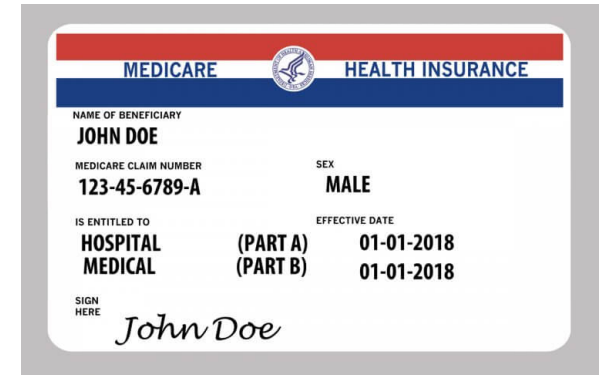 MEDICARE HEALTH INSURANCE
NAME OF BENEFICIARY
JOHN DOE
MEDICARE CLAIM NUMBER SEX
123-45-6789-A MALE
IS ENTITLED TO EFFECTIVE DATE
HOSPITAL (PART A) 01-01-2018
MEDICAL (PART B) 01-01-2018
SIGN
HERE
John Doe